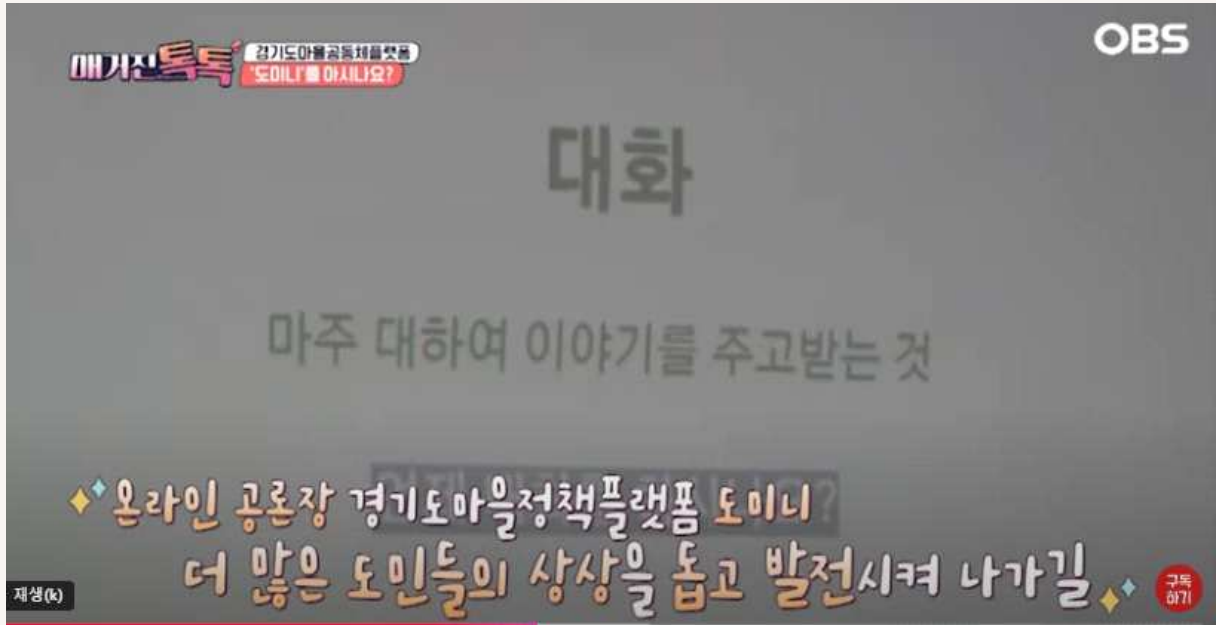 OBS
매거진톡톡
경기도마을공동체플랫폼
'도미니'를 아시나요?
대화
마주 대하여 이야기를 주고받는 것
온라인 공론장 경기도마을정책플랫폼 도미니
더 많은 도민들의 상상을 돕고 발전시켜 나가길
재생(k)
구독
하기